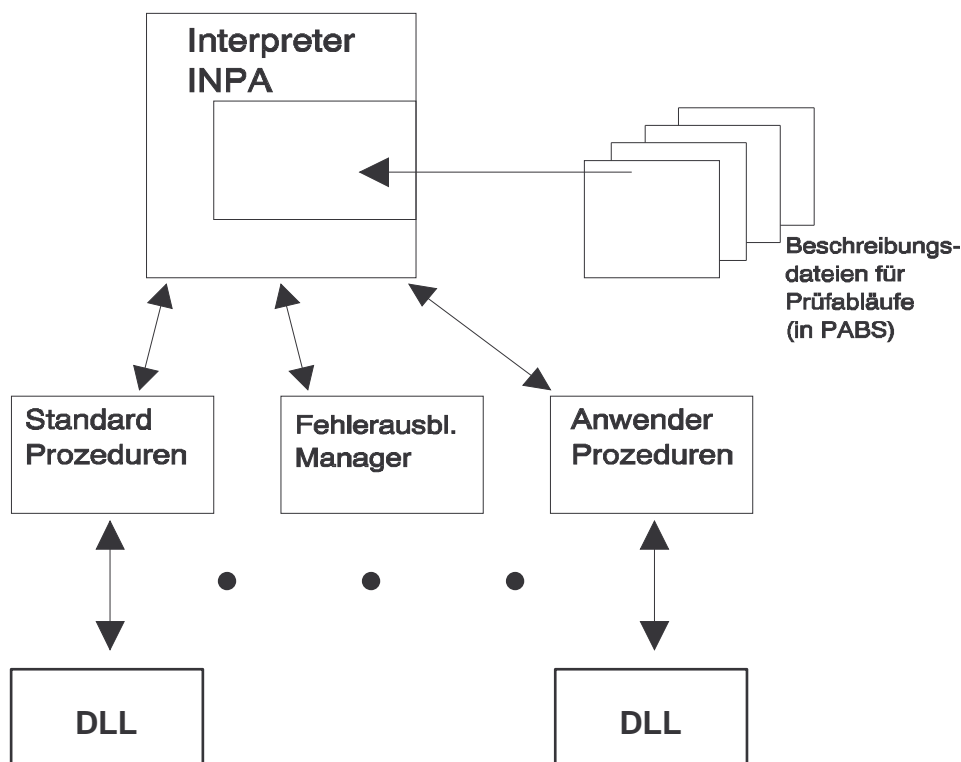 Interpreter
INPA
Beschreibungs-
dateien für
Prüfabläufe
(in PABS)
Standard
Prozeduren
Fehlerausbl.
Manager
Anwender
Prozeduren
DLL
DLL